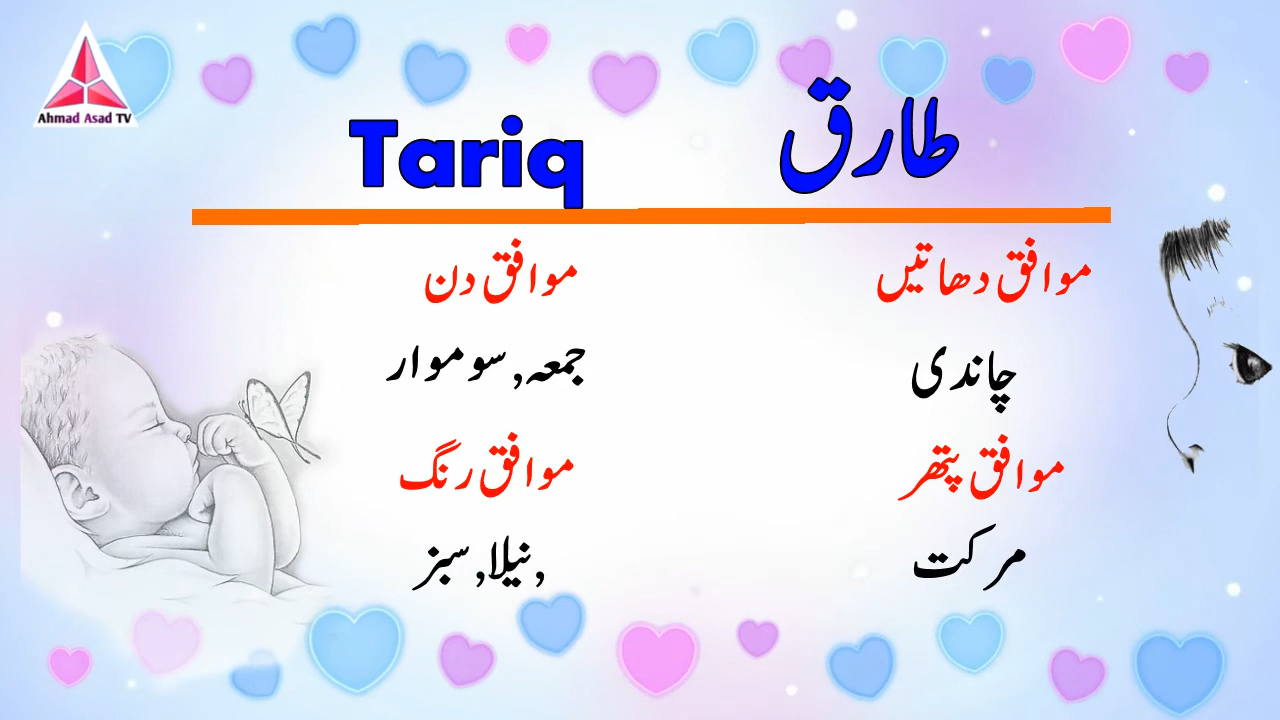 Ahmad Asad TV
Tariq طارق
موافق دھاتیں
موافق دن
چاندی
جمعہ, سوموار
موافق پتھر
موافق رنگ
مرکت
,نیلا, سبز